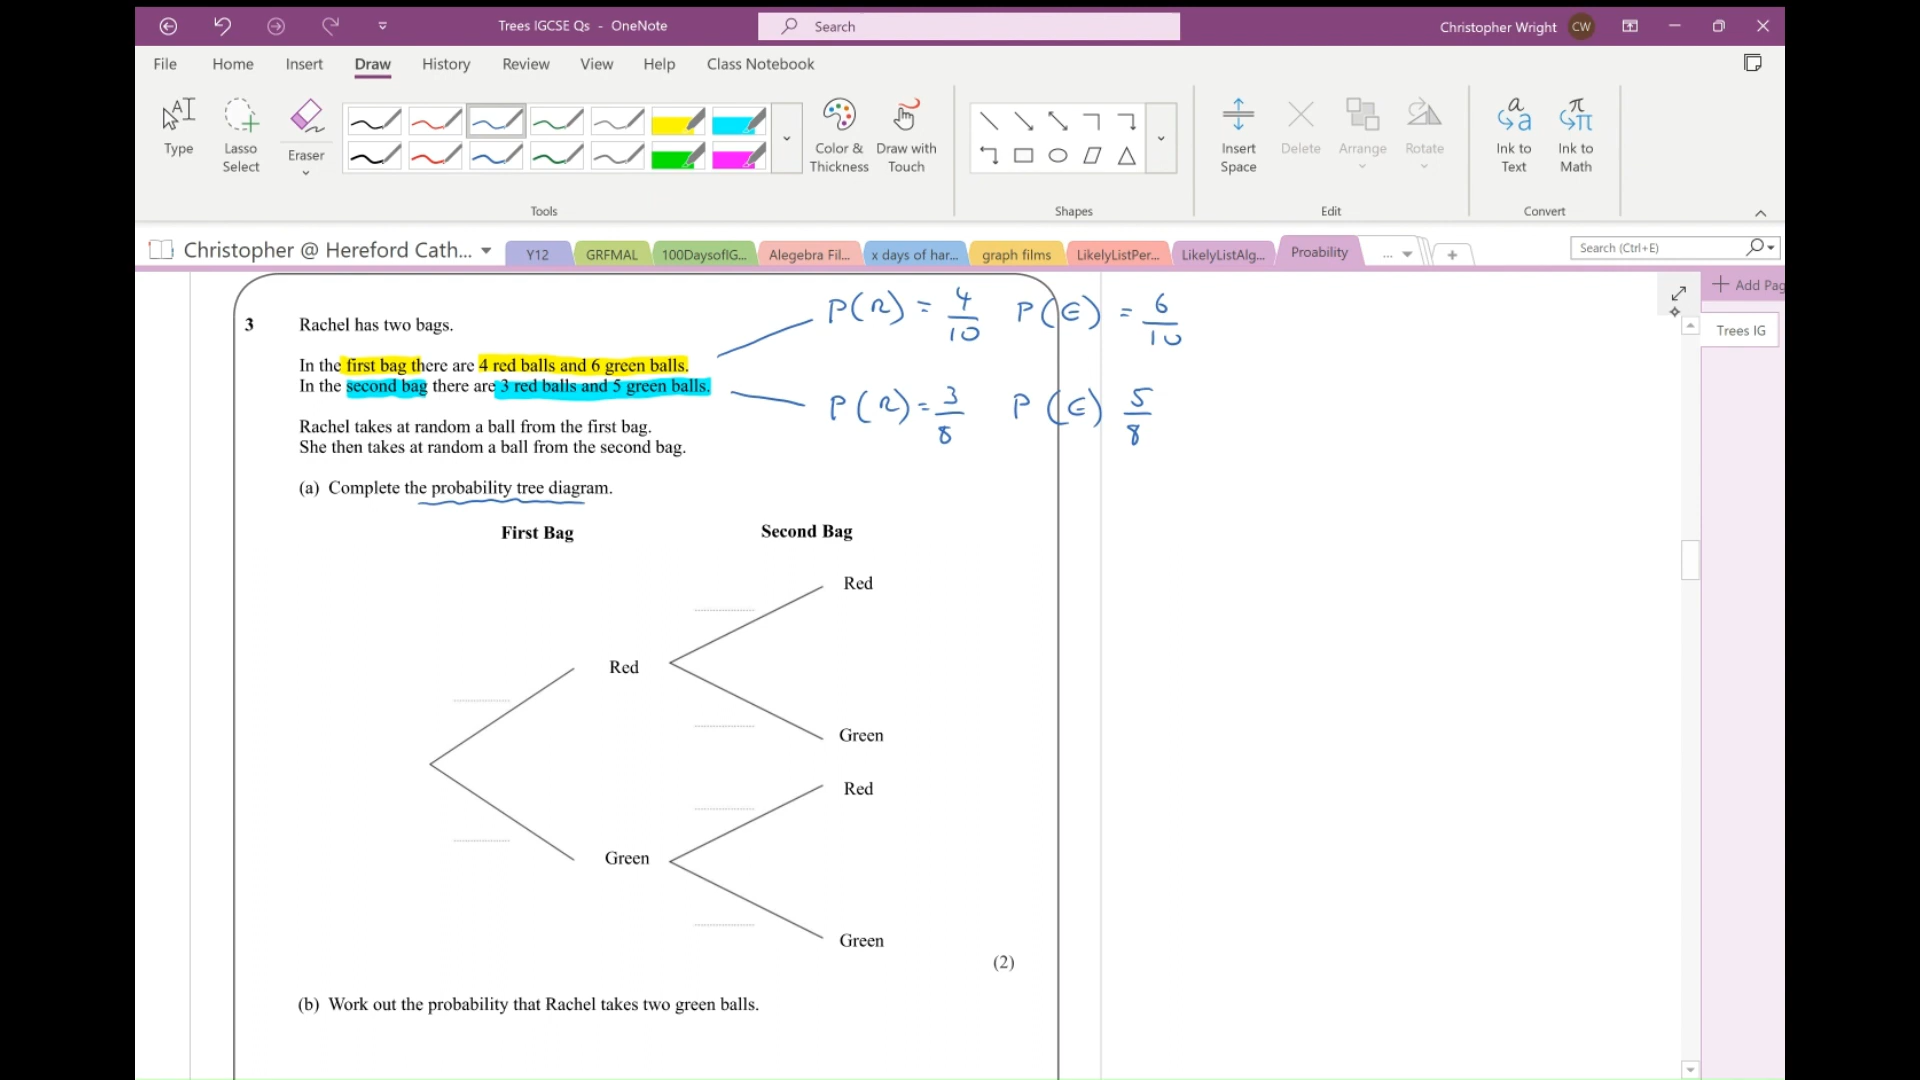 Trees IGCSE Qs - OneNote
Search
Christopher Wright CW
File Home Insert Draw History Review View Help Class Notebook
Type
Lasso Select
Eraser
Color & Thickness
Draw with Touch
Insert Space
Delete
Arrange
Rotate
Ink to Text
Ink to Math
Tools Shapes Edit Convert
Christopher @ Hereford Cath...
Y12 GRFMAL 100DaysofIG... Alegebra Fil... x days of har... graph films LikelyListPer... LikelyListAlg... Proability ...
Search (Ctrl+E)
Add Pag
Trees IG
3 Rachel has two bags.
P(R) = 4/10 P(G) = 6/10
In the first bag there are 4 red balls and 6 green balls.
In the second bag there are 3 red balls and 5 green balls.
P(R) = 3/8 P(G) 5/8
Rachel takes at random a ball from the first bag.
She then takes at random a ball from the second bag.
(a) Complete the probability tree diagram.
First Bag Second Bag
Red
Red
Green
Red
Green
Green
(2)
(b) Work out the probability that Rachel takes two green balls.